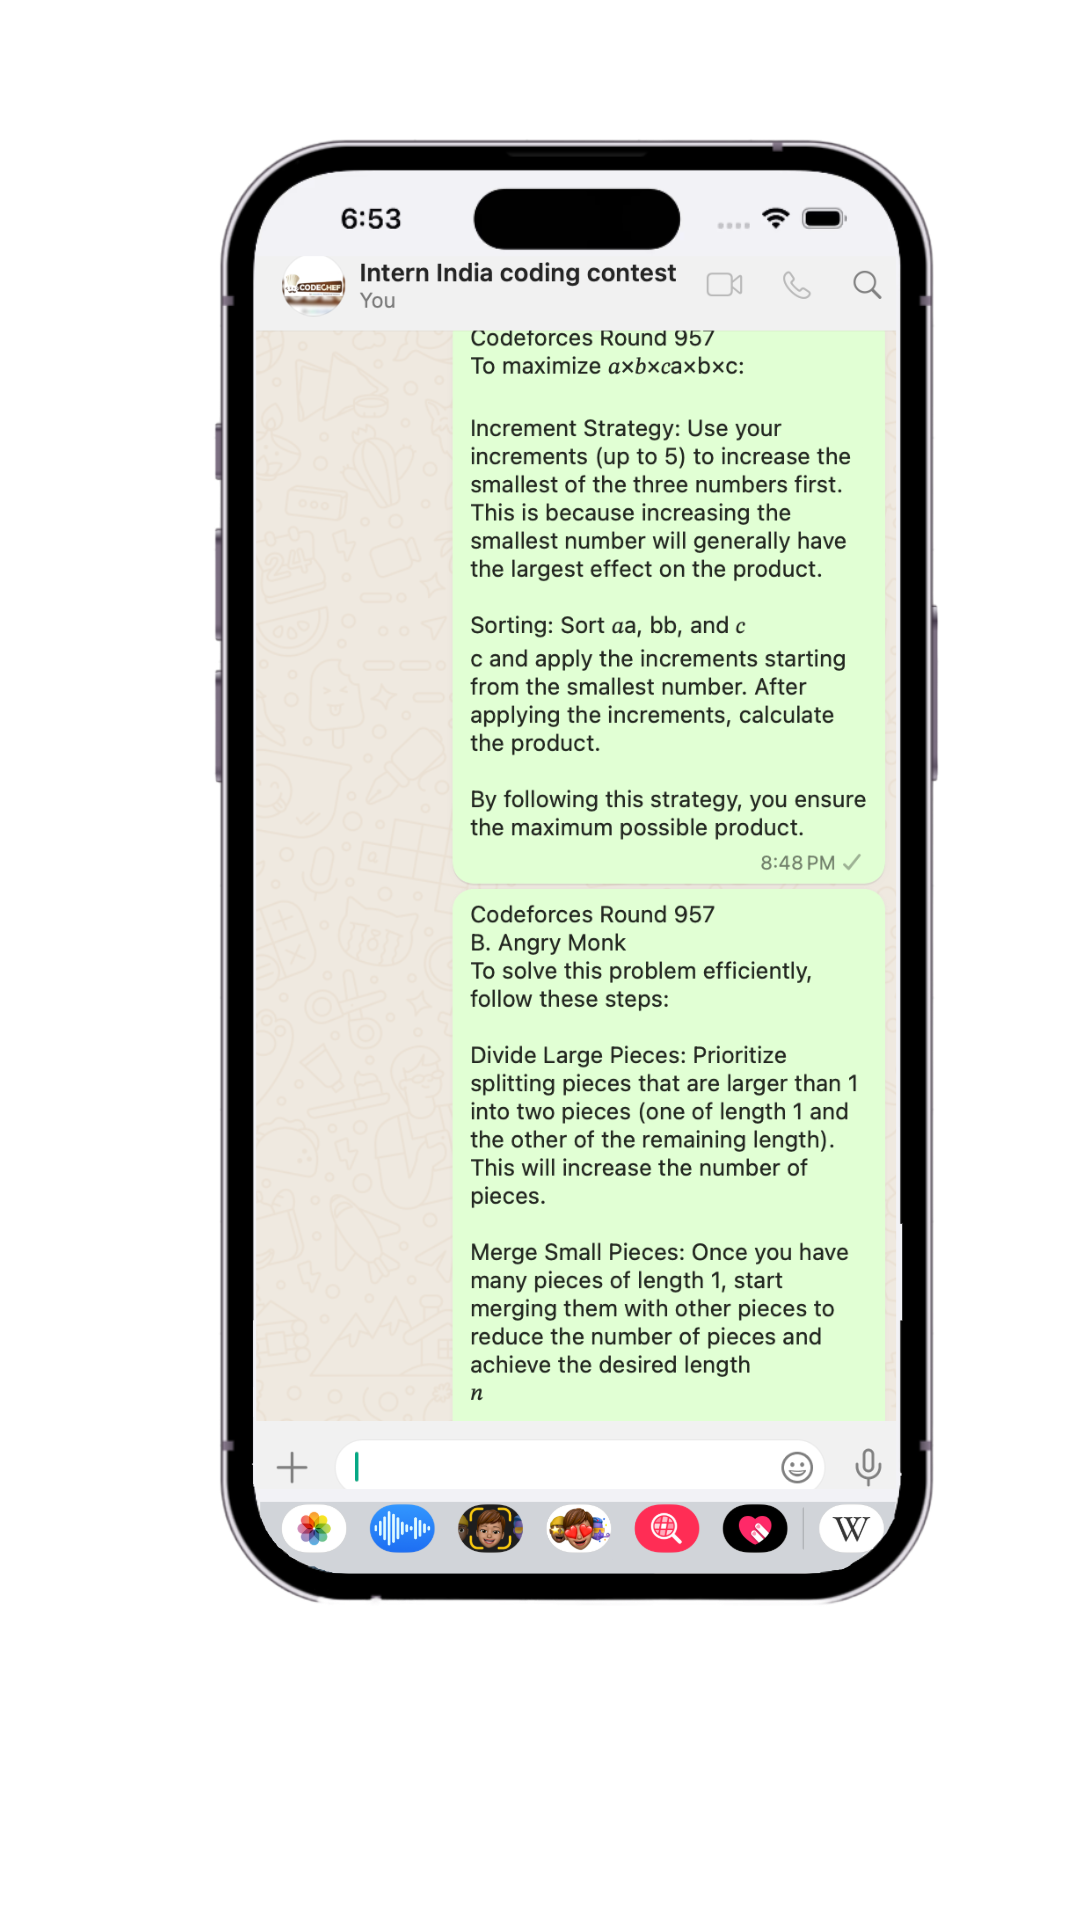 6:53
Intern India coding contest
CODECHEF
You
Codeforces Round 957
To maximize 𝑎×𝑏×𝑐a×b×c:
Increment Strategy: Use your
increments (up to 5) to increase the
smallest of the three numbers first.
This is because increasing the
smallest number will generally have
the largest effect on the product.
Sorting: Sort 𝑎a, bb, and 𝑐
c and apply the increments starting
from the smallest number. After
applying the increments, calculate
the product.
By following this strategy, you ensure
the maximum possible product.
8:48 PM
Codeforces Round 957
B. Angry Monk
To solve this problem efficiently,
follow these steps:
Divide Large Pieces: Prioritize
splitting pieces that are larger than 1
into two pieces (one of length 1 and
the other of the remaining length).
This will increase the number of
pieces.
Merge Small Pieces: Once you have
many pieces of length 1, start
merging them with other pieces to
reduce the number of pieces and
achieve the desired length
𝑛
W